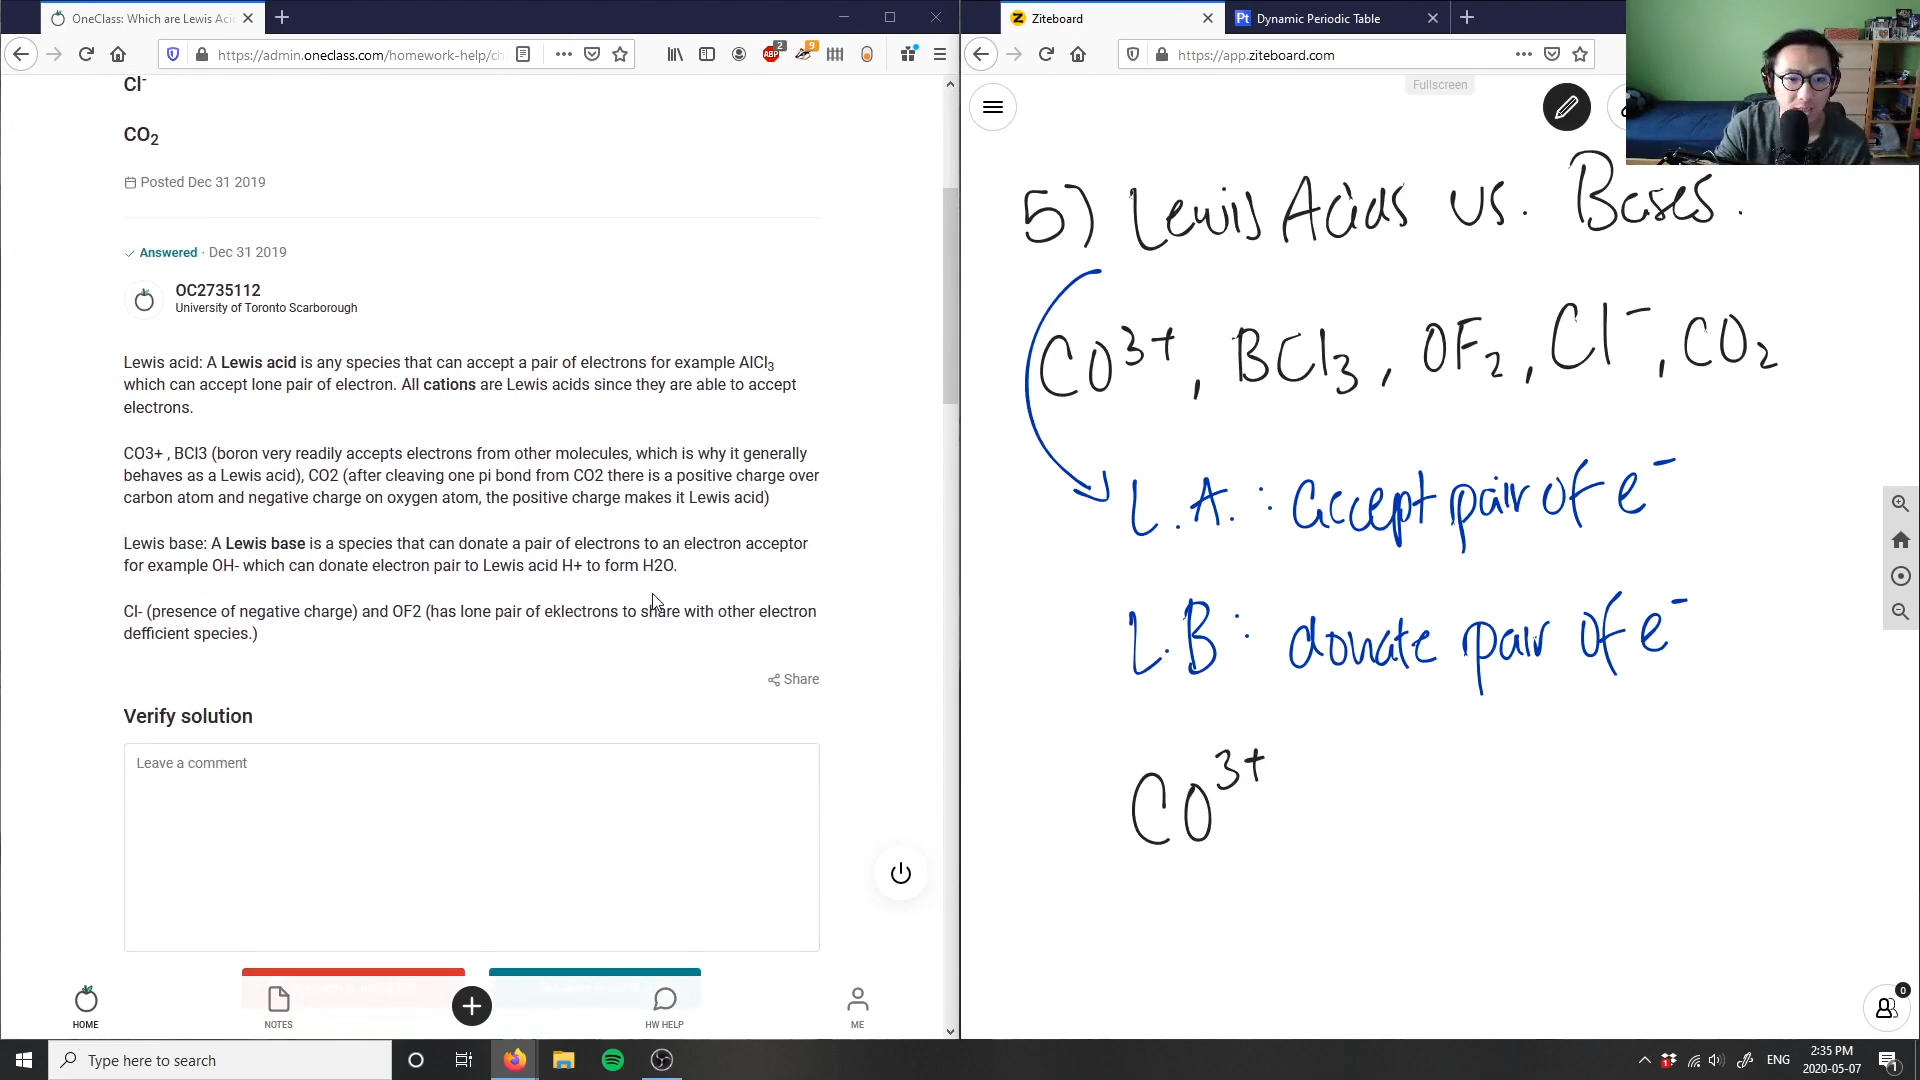 OneClass: Which are Lewis Aci
https://admin.oneclass.com/homework-help/ch
2
9
Cl-
CO2
Posted Dec 31 2019
Answered · Dec 31 2019
OC2735112
University of Toronto Scarborough
Lewis acid: A Lewis acid is any species that can accept a pair of electrons for example AlCl3
which can accept lone pair of electron. All cations are Lewis acids since they are able to accept
electrons.
CO3+ , BCl3 (boron very readily accepts electrons from other molecules, which is why it generally
behaves as a Lewis acid), CO2 (after cleaving one pi bond from CO2 there is a positive charge over
carbon atom and negative charge on oxygen atom, the positive charge makes it Lewis acid)
Lewis base: A Lewis base is a species that can donate a pair of electrons to an electron acceptor
for example OH- which can donate electron pair to Lewis acid H+ to form H2O.
Cl- (presence of negative charge) and OF2 (has lone pair of eklectrons to share with other electron
defficient species.)
Share
Verify solution
Leave a comment
HOME
NOTES
HW HELP
ME
Ziteboard
Pt Dynamic Periodic Table
https://app.ziteboard.com
Fullscreen
5) Lewis Acids vs. Bases.
CO3+, BCl3, OF2, Cl-, CO2
L.A.: accept pair of e-
L.B: donate pair of e-
CO3+
0
Type here to search
ENG
2:35 PM
2020-05-07
1